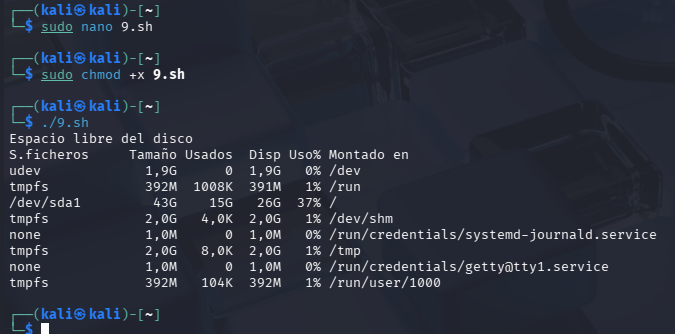 ┌──(kali㉿kali)-[~]
└─$ sudo nano 9.sh
┌──(kali㉿kali)-[~]
└─$ sudo chmod +x 9.sh
┌──(kali㉿kali)-[~]
└─$ ./9.sh
Espacio libre del disco
S.ficheros     Tamaño Usados  Disp Uso% Montado en
udev             1,9G      0  1,9G   0% /dev
tmpfs            392M  1008K  391M   1% /run
/dev/sda1         43G    15G   26G  37% /
tmpfs            2,0G   4,0K  2,0G   1% /dev/shm
none             1,0M      0  1,0M   0% /run/credentials/systemd-journald.service
tmpfs            2,0G   8,0K  2,0G   1% /tmp
none             1,0M      0  1,0M   0% /run/credentials/getty@tty1.service
tmpfs            392M   104K  392M   1% /run/user/1000
┌──(kali㉿kali)-[~]
└─$